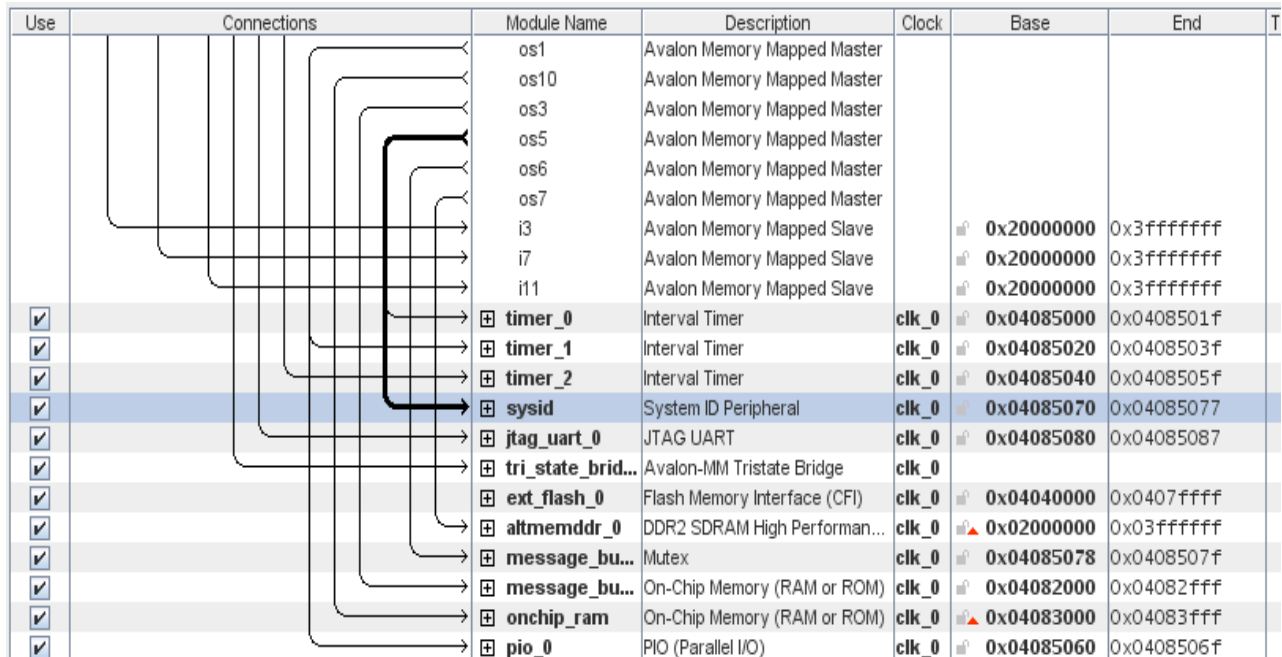 Use Connections Module Name Description Clock Base End T
os1 Avalon Memory Mapped Master
os10 Avalon Memory Mapped Master
os3 Avalon Memory Mapped Master
os5 Avalon Memory Mapped Master
os6 Avalon Memory Mapped Master
os7 Avalon Memory Mapped Master
i3 Avalon Memory Mapped Slave 0x20000000 0x3fffffff
i7 Avalon Memory Mapped Slave 0x20000000 0x3fffffff
i11 Avalon Memory Mapped Slave 0x20000000 0x3fffffff
timer_0 Interval Timer clk_0 0x04085000 0x0408501f
timer_1 Interval Timer clk_0 0x04085020 0x0408503f
timer_2 Interval Timer clk_0 0x04085040 0x0408505f
sysid System ID Peripheral clk_0 0x04085070 0x04085077
jtag_uart_0 JTAG UART clk_0 0x04085080 0x04085087
tri_state_brid... Avalon-MM Tristate Bridge clk_0
ext_flash_0 Flash Memory Interface (CFI) clk_0 0x04040000 0x0407ffff
altmemddr_0 DDR2 SDRAM High Performan... clk_0 0x02000000 0x03ffffff
message_bu... Mutex clk_0 0x04085078 0x0408507f
message_bu... On-Chip Memory (RAM or ROM) clk_0 0x04082000 0x04082fff
onchip_ram On-Chip Memory (RAM or ROM) clk_0 0x04083000 0x04083fff
pio_0 PIO (Parallel I/O) clk_0 0x04085060 0x0408506f